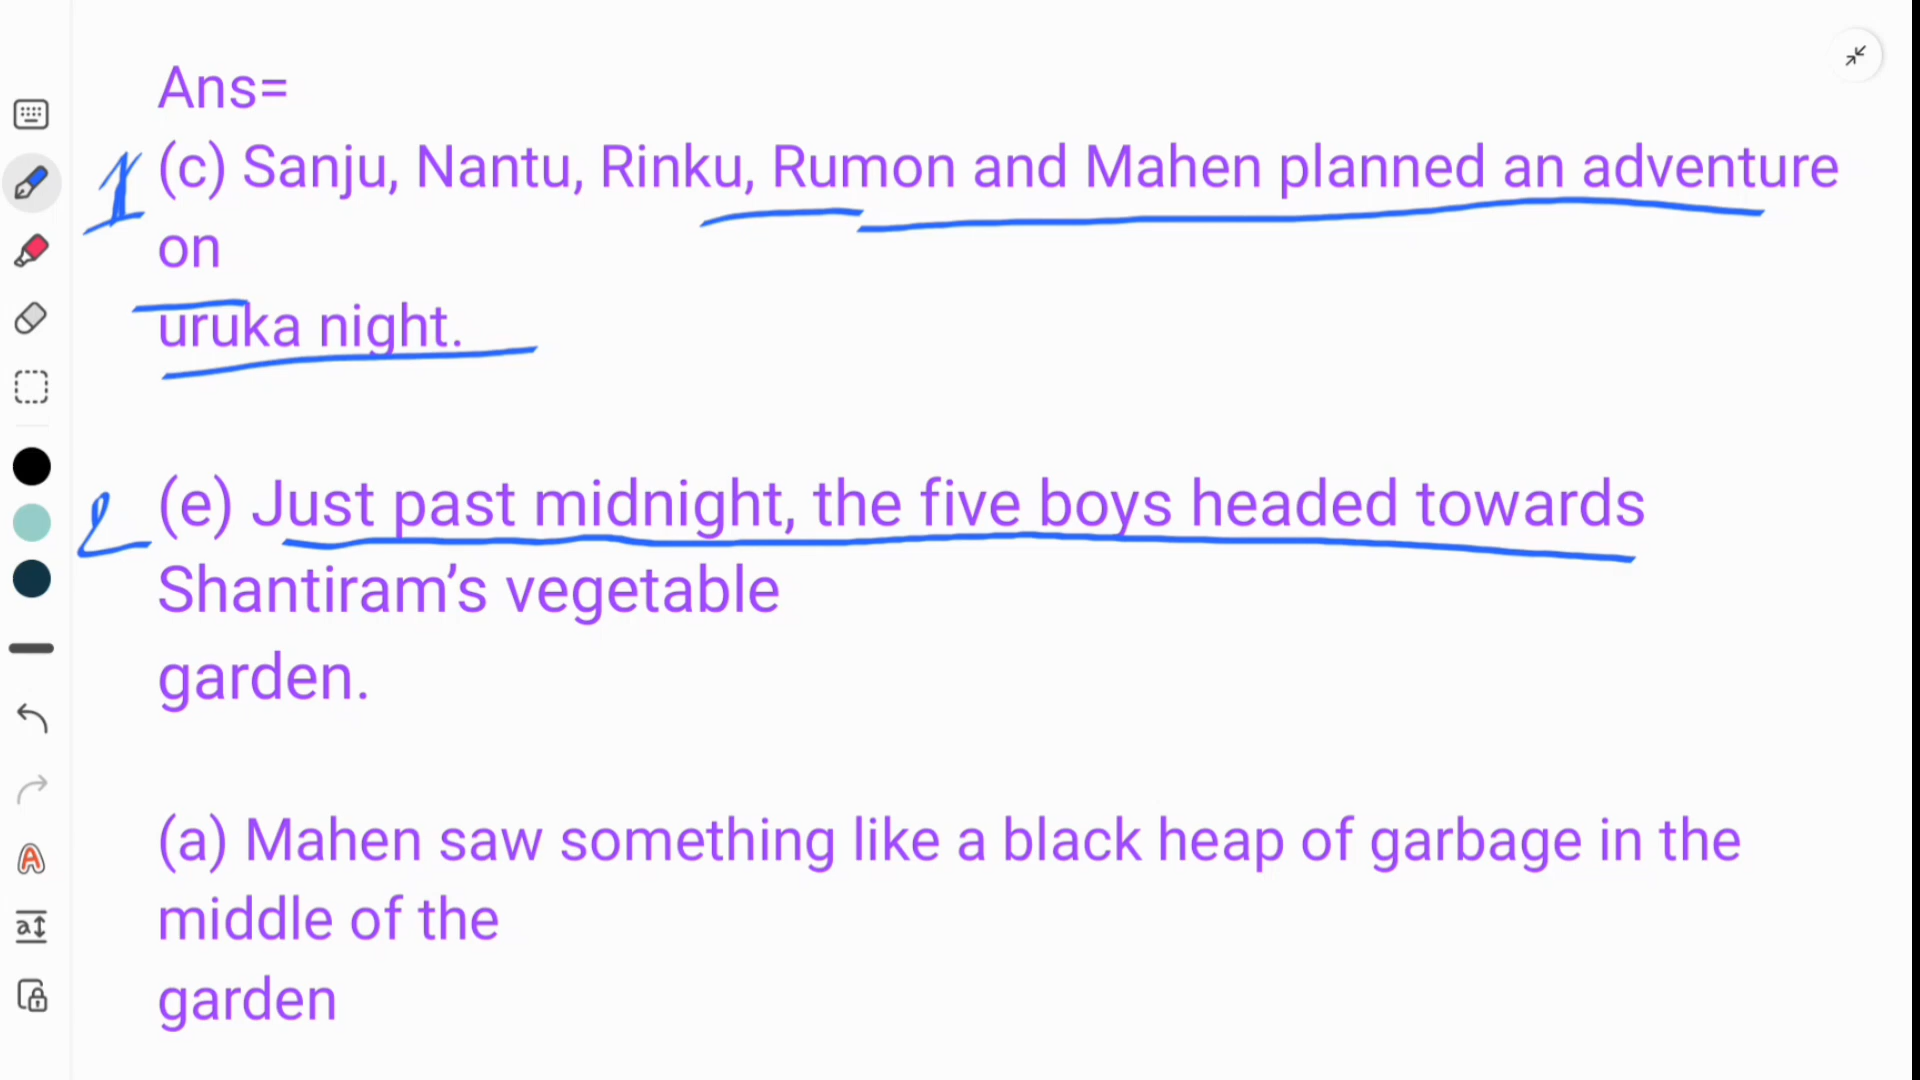 Ans=
1 (c) Sanju, Nantu, Rinku, Rumon and Mahen planned an adventure
on
uruka night.
2 (e) Just past midnight, the five boys headed towards
Shantiram’s vegetable
garden.
(a) Mahen saw something like a black heap of garbage in the
middle of the
garden